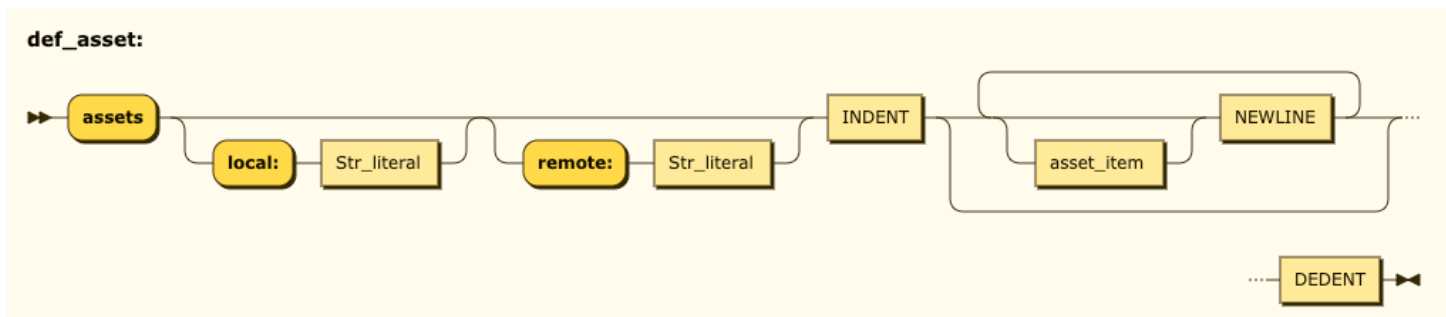 def_asset:
assets INDENT NEWLINE
local: Str_literal remote: Str_literal asset_item
DEDENT